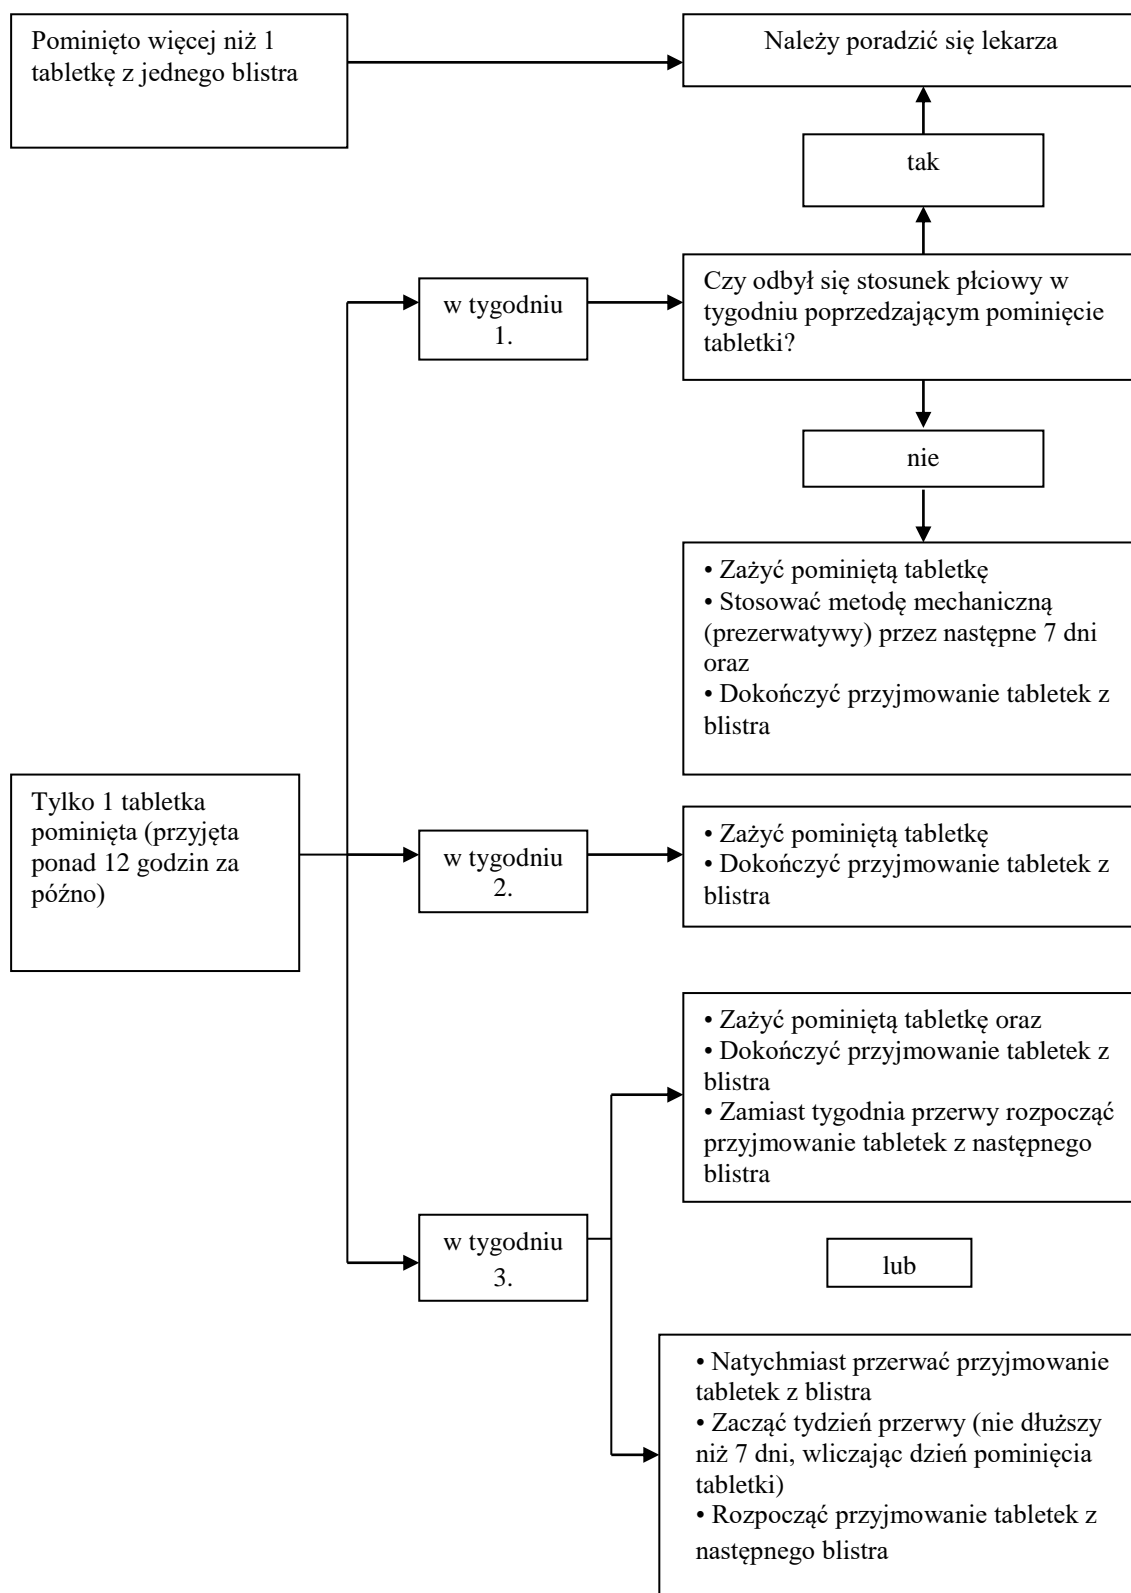 Pominięto więcej niż 1
tabletkę z jednego blistra
Należy poradzić się lekarza
tak
Czy odbył się stosunek płciowy w
tygodniu poprzedzającym pominięcie
tabletki?
w tygodniu
1.
nie
• Zażyć pominiętą tabletkę
• Stosować metodę mechaniczną
(prezerwatywy) przez następne 7 dni
oraz
• Dokończyć przyjmowanie tabletek z
blistra
Tylko 1 tabletka
pominięta (przyjęta
ponad 12 godzin za
późno)
w tygodniu
2.
• Zażyć pominiętą tabletkę
• Dokończyć przyjmowanie tabletek z
blistra
• Zażyć pominiętą tabletkę oraz
• Dokończyć przyjmowanie tabletek z
blistra
• Zamiast tygodnia przerwy rozpocząć
przyjmowanie tabletek z następnego
blistra
w tygodniu
3.
lub
• Natychmiast przerwać przyjmowanie
tabletek z blistra
• Zacząć tydzień przerwy (nie dłuższy
niż 7 dni, wliczając dzień pominięcia
tabletki)
• Rozpocząć przyjmowanie tabletek z
następnego blistra